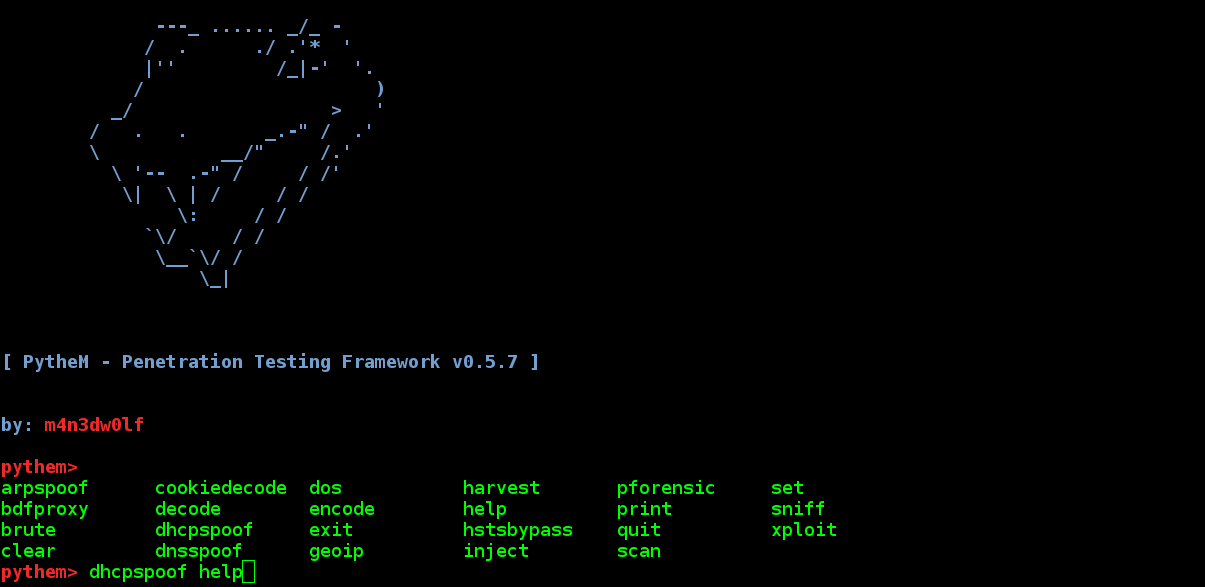 [ PytheM - Penetration Testing Framework v0.5.7 ]
by: m4n3dw0lf
pythem>
arpspoof cookiedecode dos harvest pforensic set
bdfproxy decode encode help print sniff
brute dhcpspoof exit hstsbypass quit xploit
clear dnsspoof geoip inject scan
pythem> dhcpspoof help